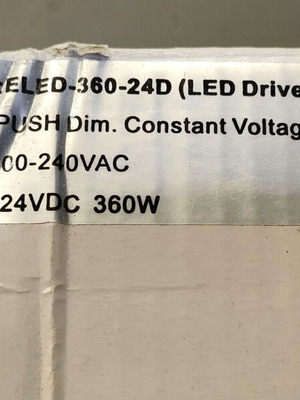 ELED-360-24D (LED Drive
PUSH Dim. Constant Voltag
00-240VAC
24VDC 360W